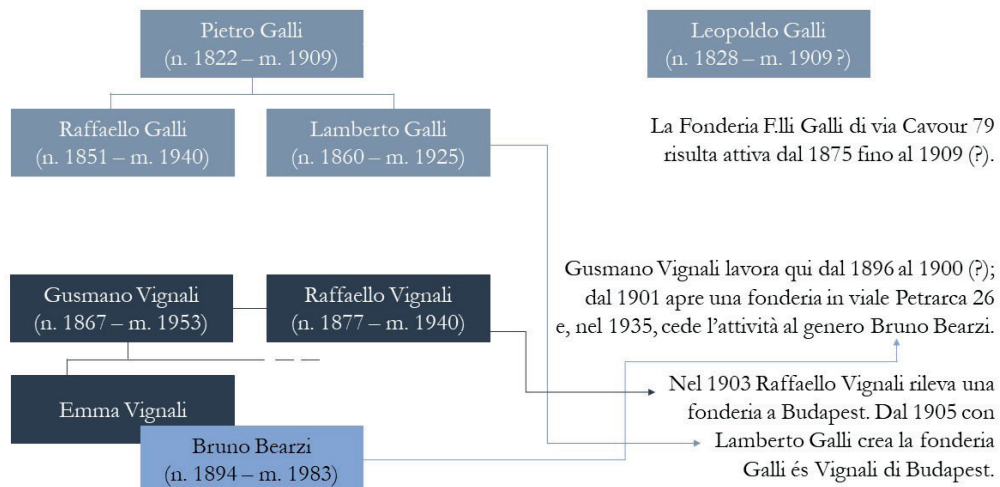 Pietro Galli
(n. 1822 – m. 1909)
Leopoldo Galli
(n. 1828 – m. 1909 ?)
Raffaello Galli
(n. 1851 – m. 1940)
Lamberto Galli
(n. 1860 – m. 1925)
La Fonderia F.lli Galli di via Cavour 79
risulta attiva dal 1875 fino al 1909 (?).
Gusmano Vignali
(n. 1867 – m. 1953)
Raffaello Vignali
(n. 1877 – m. 1940)
Gusmano Vignali lavora qui dal 1896 al 1900 (?);
dal 1901 apre una fonderia in viale Petrarca 26
e, nel 1935, cede l’attività al genero Bruno Bearzi.
Emma Vignali
Bruno Bearzi
(n. 1894 – m. 1983)
Nel 1903 Raffaello Vignali rileva una
fonderia a Budapest. Dal 1905 con
Lamberto Galli crea la fonderia
Galli és Vignali di Budapest.